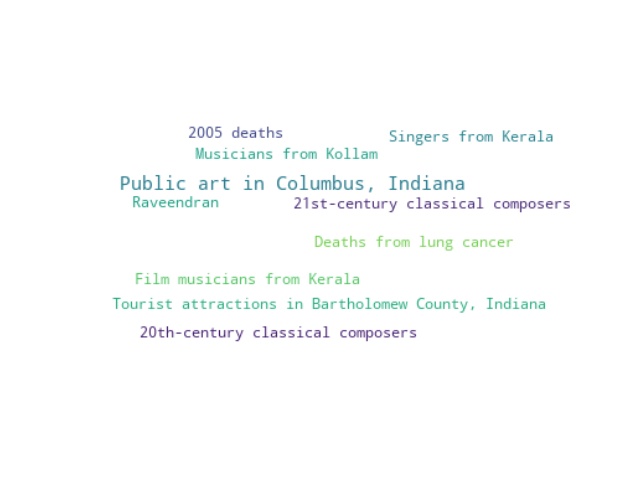 2005 deaths
Singers from Kerala
Musicians from Kollam
Public art in Columbus, Indiana
Raveendran
21st-century classical composers
Deaths from lung cancer
Film musicians from Kerala
Tourist attractions in Bartholomew County, Indiana
20th-century classical composers